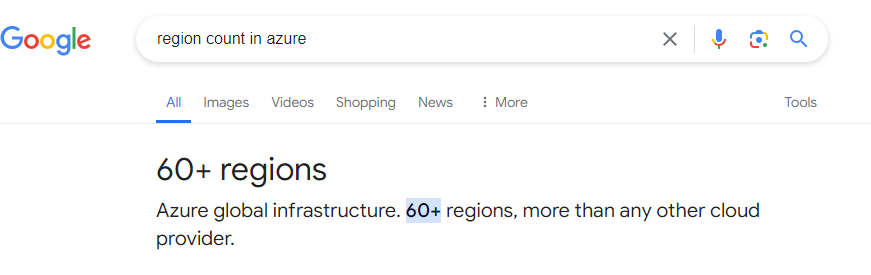 Google
region count in azure
All Images Videos Shopping News More Tools
60+ regions
Azure global infrastructure. 60+ regions, more than any other cloud
provider.